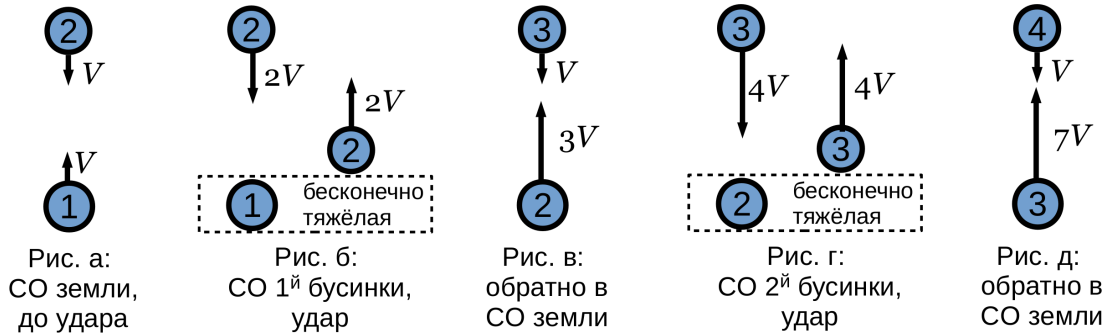 2
V
V
1
Рис. а:
СО земли,
до удара
2
2V
2V
2
1
бесконечно
тяжёлая
Рис. б:
СО 1й бусинки,
удар
3
V
3V
2
Рис. в:
обратно в
СО земли
3
4V
4V
3
2
бесконечно
тяжёлая
Рис. г:
СО 2й бусинки,
удар
4
V
7V
3
Рис. д:
обратно в
СО земли